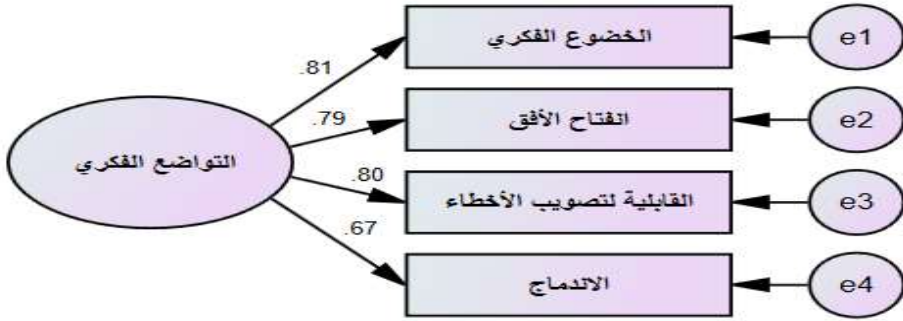 الخضوع الفكري
e1
.81
انفتاح الأفق
e2
.79
التواضع الفكري
القابلية لتصويب الأخطاء
e3
.80
الاندماج
e4
.67